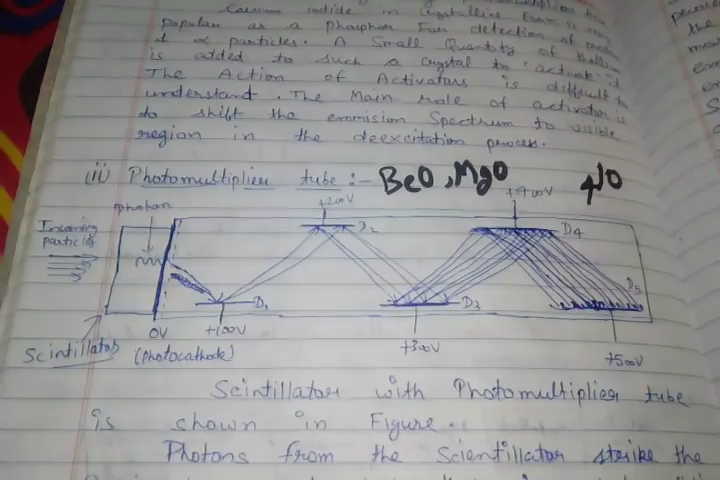 Caesium iodide in crystalline form is
popular as a Phosphor For detection of
& α particles. A Small Quantity of thallium
is added to such a crystal to 'activate' it
The Action of Activators is difficult to
understand. The Main role of activator is
to shift the emmision Spectrum to visible
region in the deexcitation process.
(ii) Photomultiplier tube :- BeO, MgO
photon
+200V
+400V
Incoming
particles
D2
D4
D5
D1
D3
0V
+100V
+300V
+500V
Scintillator
(photocathode)
Scintillator with Photomultiplier tube
is shown in Figure.
Photons from the Scientillator strike the